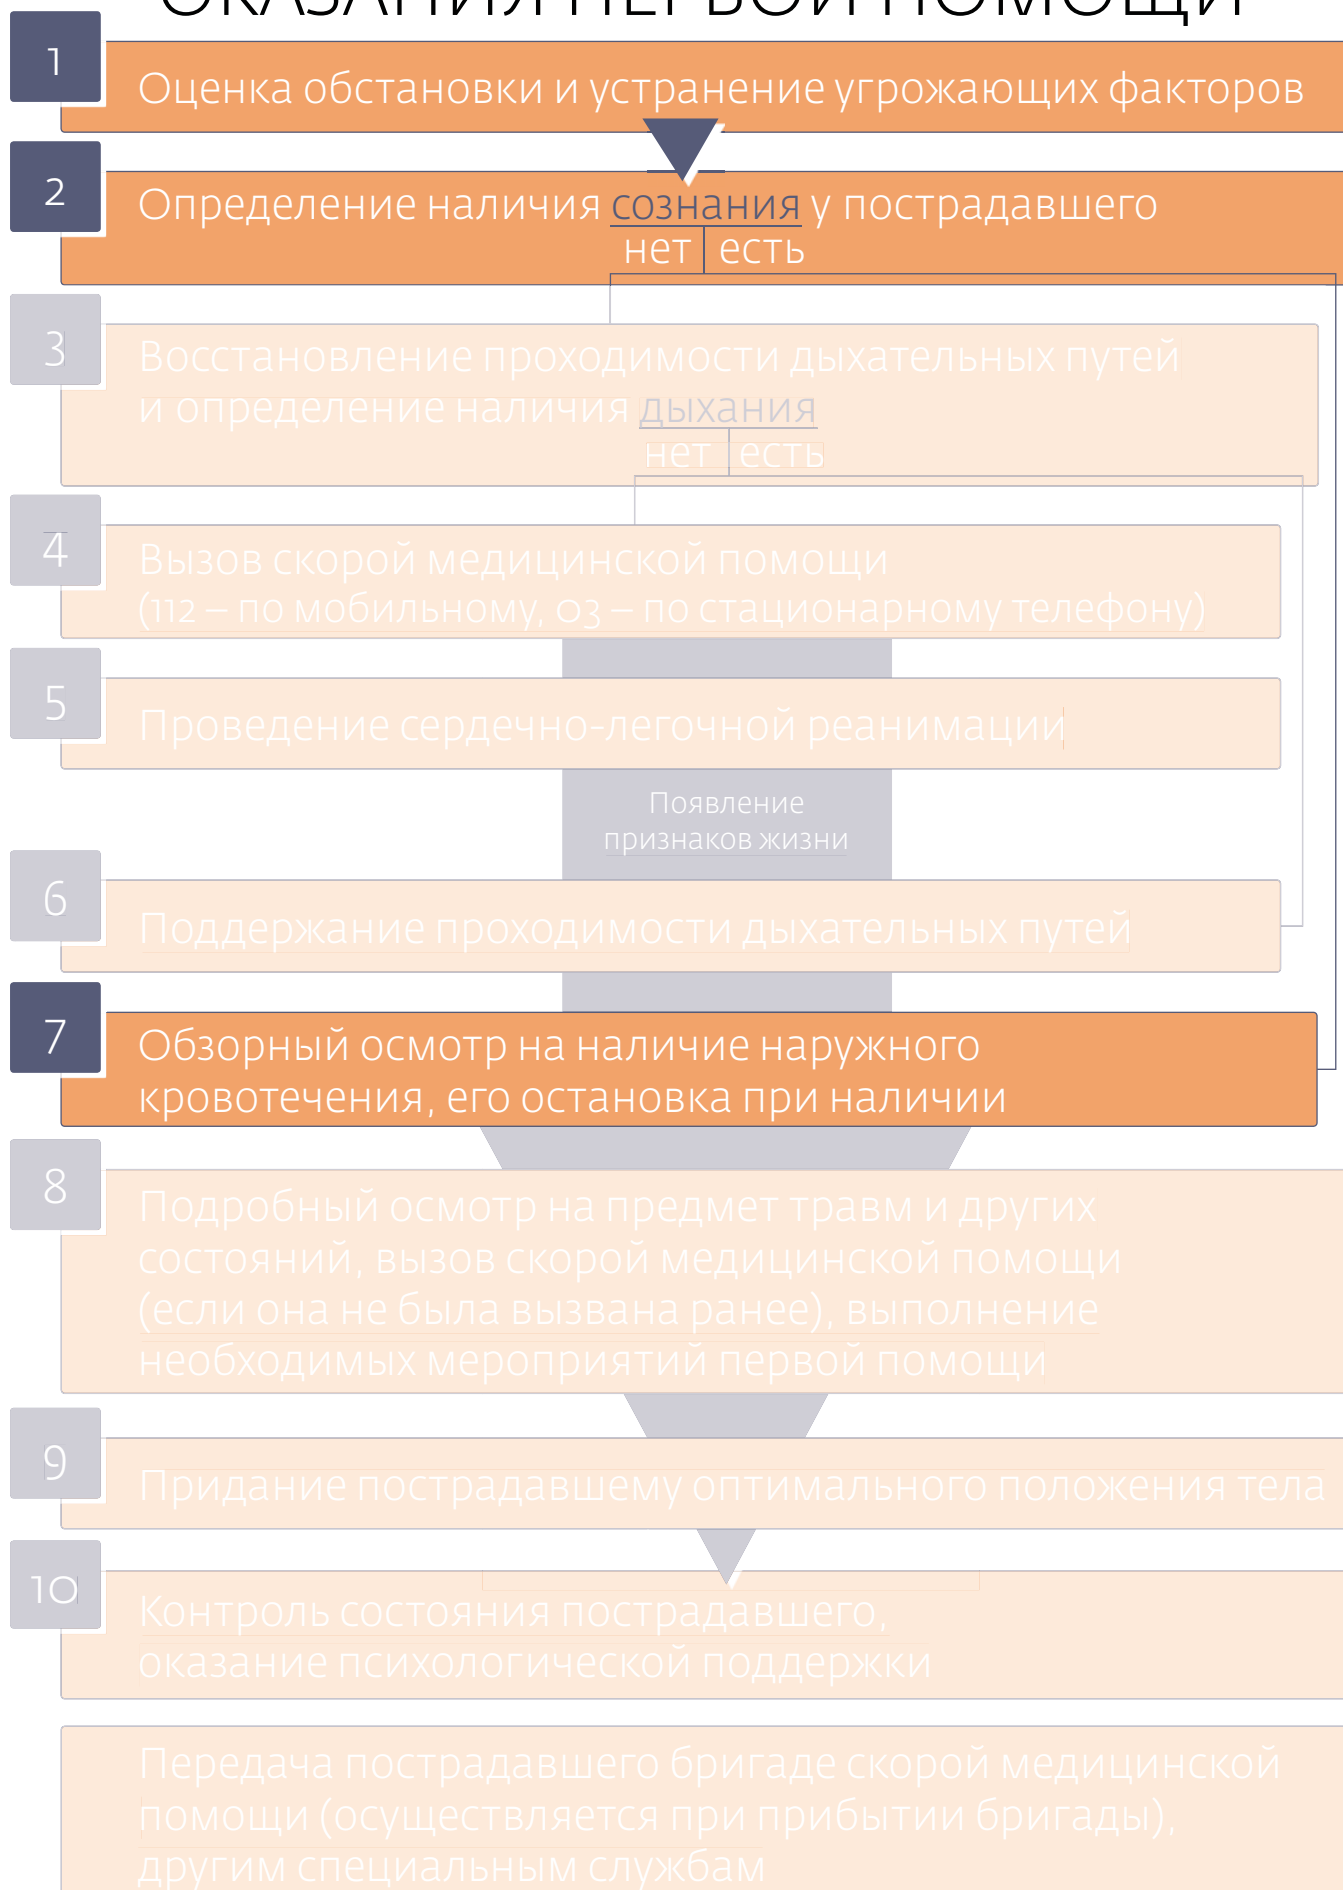 ОКАЗАНИЯ ПЕРВОЙ ПОМОЩИ
1
Оценка обстановки и устранение угрожающих факторов
2
Определение наличия сознания у пострадавшего
нет есть
3
Восстановление проходимости дыхательных путей
и определение наличия дыхания
нет есть
4
Вызов скорой медицинской помощи
(112 – по мобильному, 03 – по стационарному телефону)
5
Проведение сердечно-легочной реанимации
Появление
признаков жизни
6
Поддержание проходимости дыхательных путей
7
Обзорный осмотр на наличие наружного
кровотечения, его остановка при наличии
8
Подробный осмотр на предмет травм и других
состояний, вызов скорой медицинской помощи
(если она не была вызвана ранее), выполнение
необходимых мероприятий первой помощи
9
Придание пострадавшему оптимального положения тела
10
Контроль состояния пострадавшего,
оказание психологической поддержки
Передача пострадавшего бригаде скорой медицинской
помощи (осуществляется при прибытии бригады),
другим специальным службам